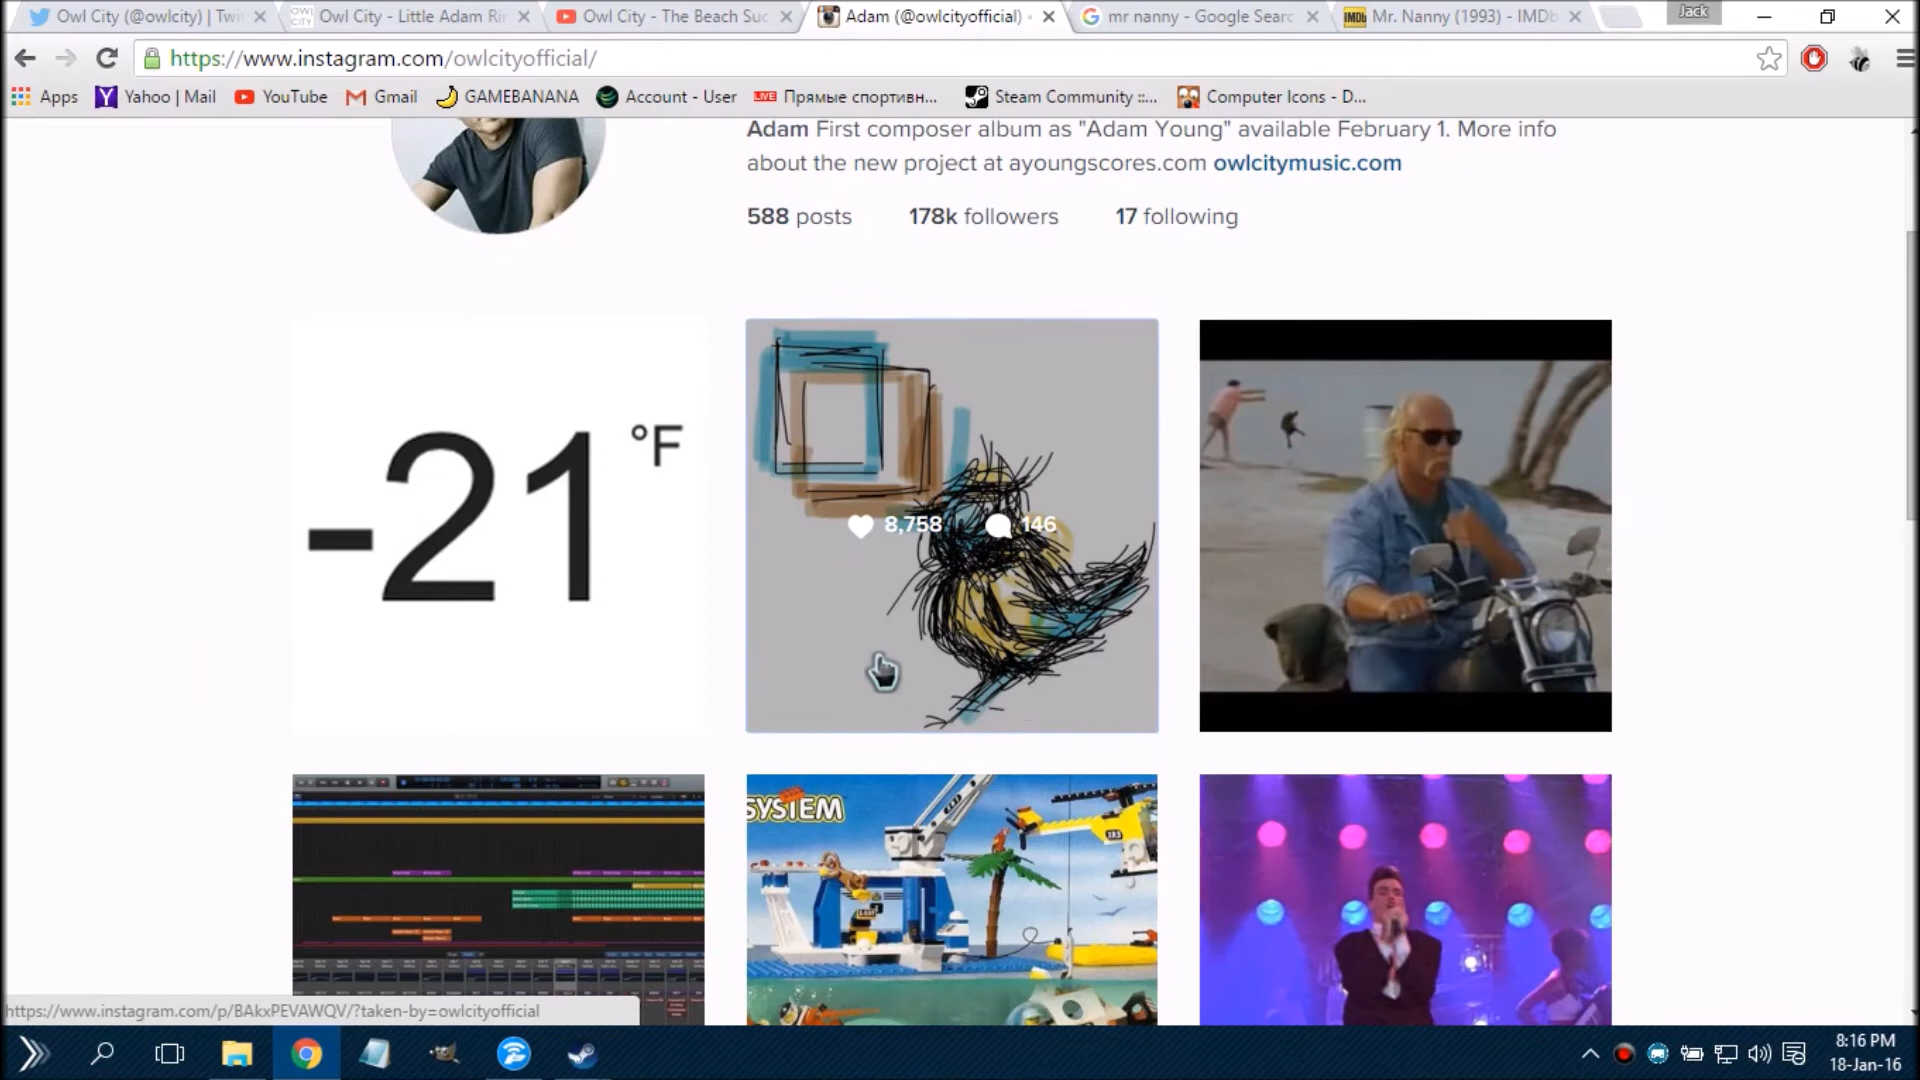 Owl City (@owlcity) | Twi
Owl City - Little Adam Ri
Owl City - The Beach Suc
Adam (@owlcityofficial)
mr nanny - Google Searc
Mr. Nanny (1993) - IMDb
Jack
https://www.instagram.com/owlcityofficial/
Apps
Yahoo | Mail
YouTube
Gmail
GAMEBANANA
Account - User
LIVE
Прямые спортивн...
Steam Community ::...
Computer Icons - D...
Adam First composer album as "Adam Young" available February 1. More info
about the new project at ayoungscores.com owlcitymusic.com
588 posts 178k followers 17 following
-21 °F
8,758 146
SYSTEM
https://www.instagram.com/p/BAkxPEVAWQV/?taken-by=owlcityofficial
8:16 PM
18-Jan-16